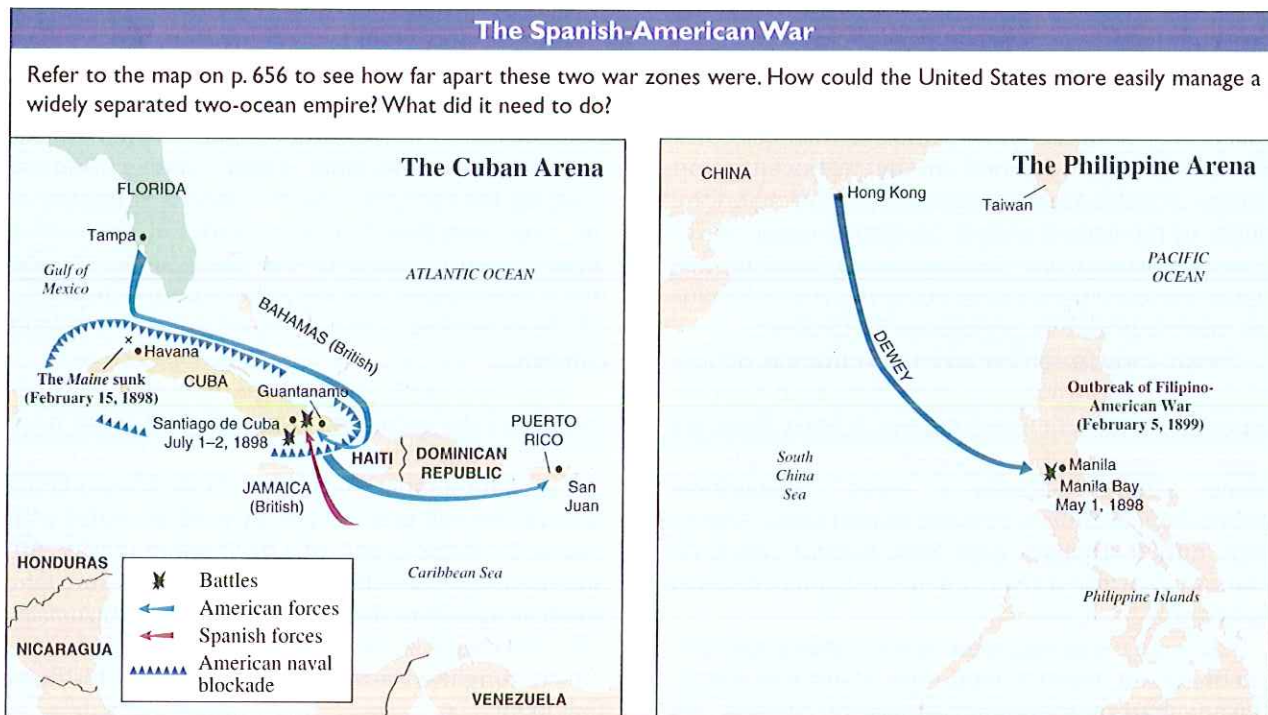 The Spanish-American War
Refer to the map on p. 656 to see how far apart these two war zones were. How could the United States more easily manage a
widely separated two-ocean empire? What did it need to do?
The Cuban Arena
FLORIDA
Tampa
Gulf of
Mexico
ATLANTIC OCEAN
BAHAMAS (British)
Havana
The Maine sunk
(February 15, 1898)
CUBA
Guantanamo
Santiago de Cuba
July 1–2, 1898
HAITI
DOMINICAN
REPUBLIC
PUERTO
RICO
San
Juan
JAMAICA
(British)
Caribbean Sea
HONDURAS
NICARAGUA
VENEZUELA
Battles
American forces
Spanish forces
American naval
blockade
The Philippine Arena
CHINA
Hong Kong
Taiwan
PACIFIC
OCEAN
DEWEY
Outbreak of Filipino-
American War
(February 5, 1899)
South
China
Sea
Manila
Manila Bay
May 1, 1898
Philippine Islands